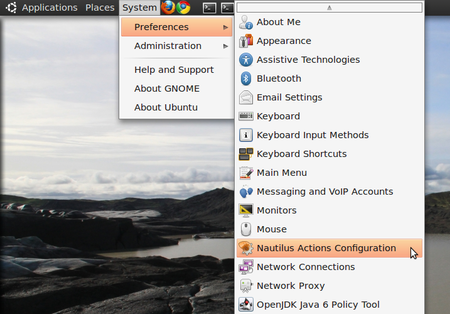 Applications Places System
Preferences
Administration
Help and Support
About GNOME
About Ubuntu
About Me
Appearance
Assistive Technologies
Bluetooth
Email Settings
Keyboard
Keyboard Input Methods
Keyboard Shortcuts
Main Menu
Messaging and VoIP Accounts
Monitors
Mouse
Nautilus Actions Configuration
Network Connections
Network Proxy
OpenJDK Java 6 Policy Tool